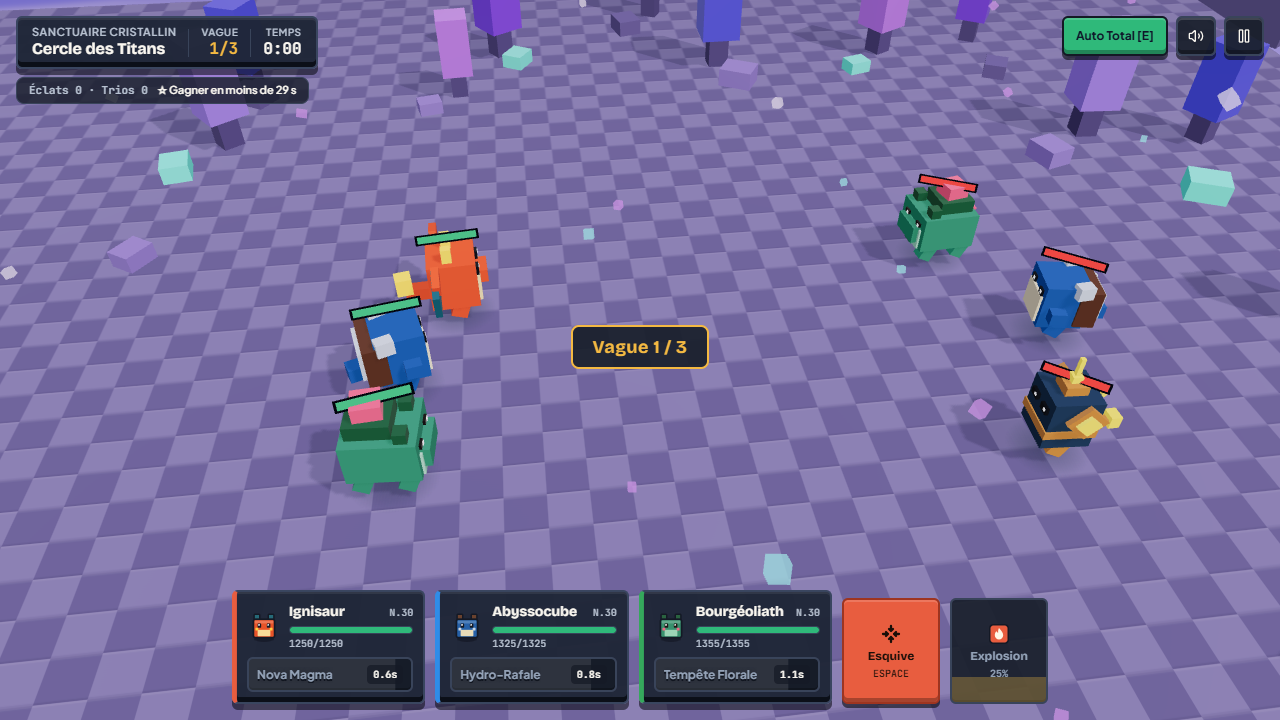 SANCTUAIRE CRISTALLIN
Cercle des Titans
VAGUE
1/3
TEMPS
0:00
Auto Total [E]
Éclats 0 · Trios 0 ★ Gagner en moins de 29 s
Vague 1 / 3
Ignisaur N.30
1250/1250
Nova Magma 0.6s
Abyssocube N.30
1325/1325
Hydro-Rafale 0.8s
Bourgéoliath N.30
1355/1355
Tempête Florale 1.1s
Esquive
ESPACE
Explosion
25%